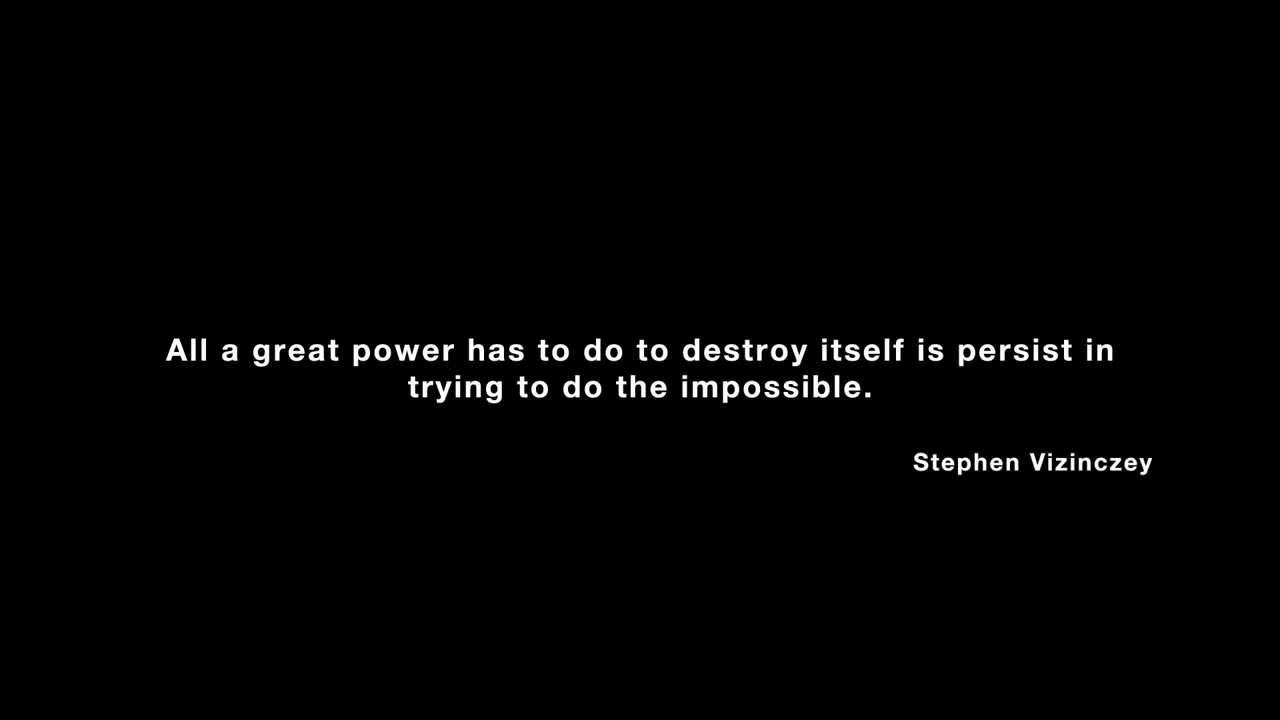 All a great power has to do to destroy itself is persist in
trying to do the impossible.
Stephen Vizinczey